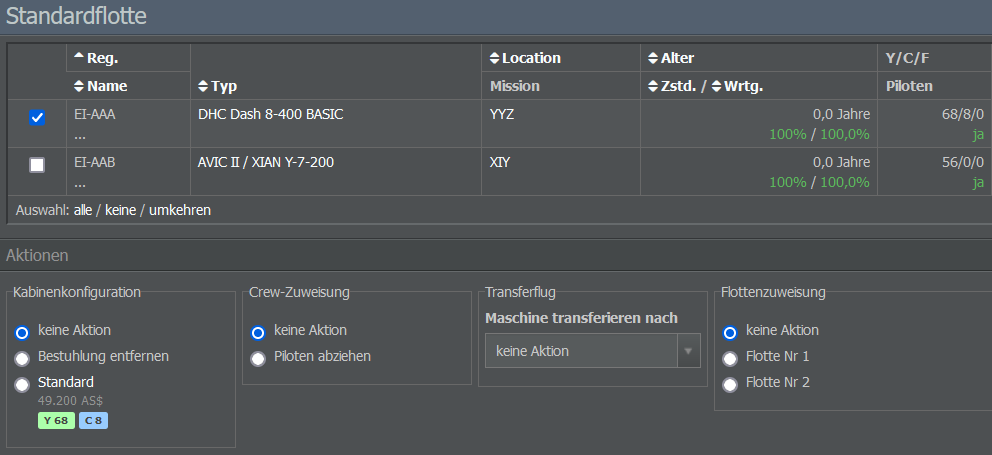 Standardflotte
Reg.
Location
Alter
Y/C/F
Name
Typ
Mission
Zstd. / Wrtg.
Piloten
EI-AAA
DHC Dash 8-400 BASIC
YYZ
0,0 Jahre
68/8/0
...
100% / 100,0%
ja
EI-AAB
AVIC II / XIAN Y-7-200
XIY
0,0 Jahre
56/0/0
...
100% / 100,0%
ja
Auswahl: alle / keine / umkehren
Aktionen
Kabinenkonfiguration
keine Aktion
Bestuhlung entfernen
Standard
49.200 AS$
Y 68 C 8
Crew-Zuweisung
keine Aktion
Piloten abziehen
Transferflug
Maschine transferieren nach
keine Aktion
Flottenzuweisung
keine Aktion
Flotte Nr 1
Flotte Nr 2